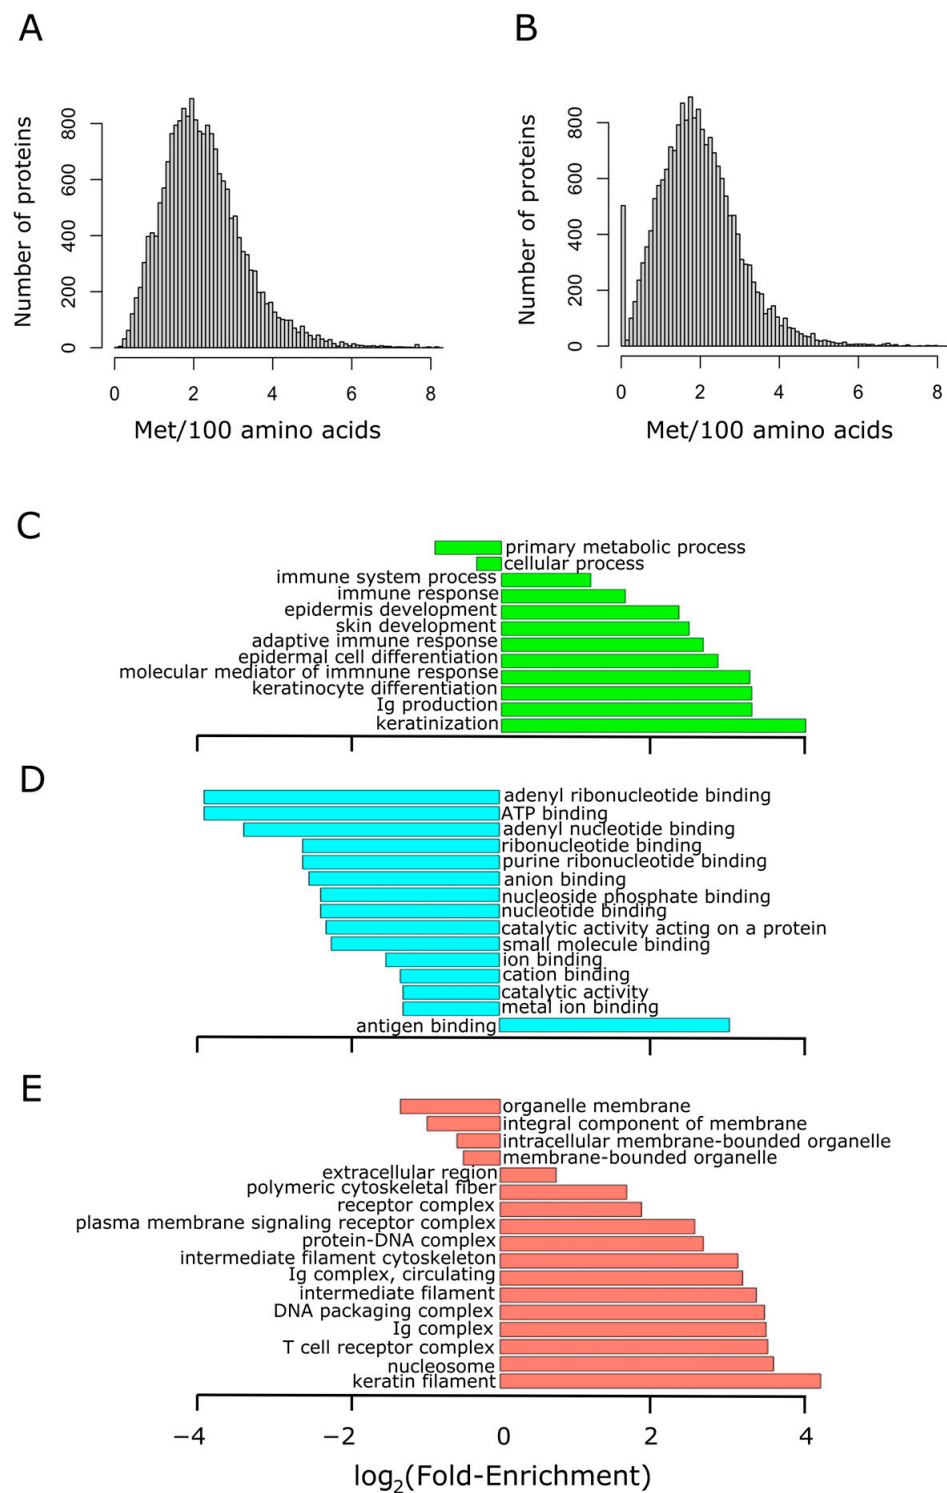 A
B
Number of proteins
0
200
400
600
800
0
2
4
6
8
Met/100 amino acids
Number of proteins
0
200
400
600
800
0
2
4
6
8
Met/100 amino acids
C
primary metabolic process
cellular process
immune system process
immune response
epidermis development
skin development
adaptive immune response
epidermal cell differentiation
molecular mediator of immnune response
keratinocyte differentiation
Ig production
keratinization
D
adenyl ribonucleotide binding
ATP binding
adenyl nucleotide binding
ribonucleotide binding
purine ribonucleotide binding
anion binding
nucleoside phosphate binding
nucleotide binding
catalytic activity acting on a protein
small molecule binding
ion binding
cation binding
catalytic activity
metal ion binding
antigen binding
E
organelle membrane
integral component of membrane
intracellular membrane-bounded organelle
membrane-bounded organelle
extracellular region
polymeric cytoskeletal fiber
receptor complex
plasma membrane signaling receptor complex
protein-DNA complex
intermediate filament cytoskeleton
Ig complex, circulating
intermediate filament
DNA packaging complex
Ig complex
T cell receptor complex
nucleosome
keratin filament
−4
−2
0
2
4
log2(Fold-Enrichment)